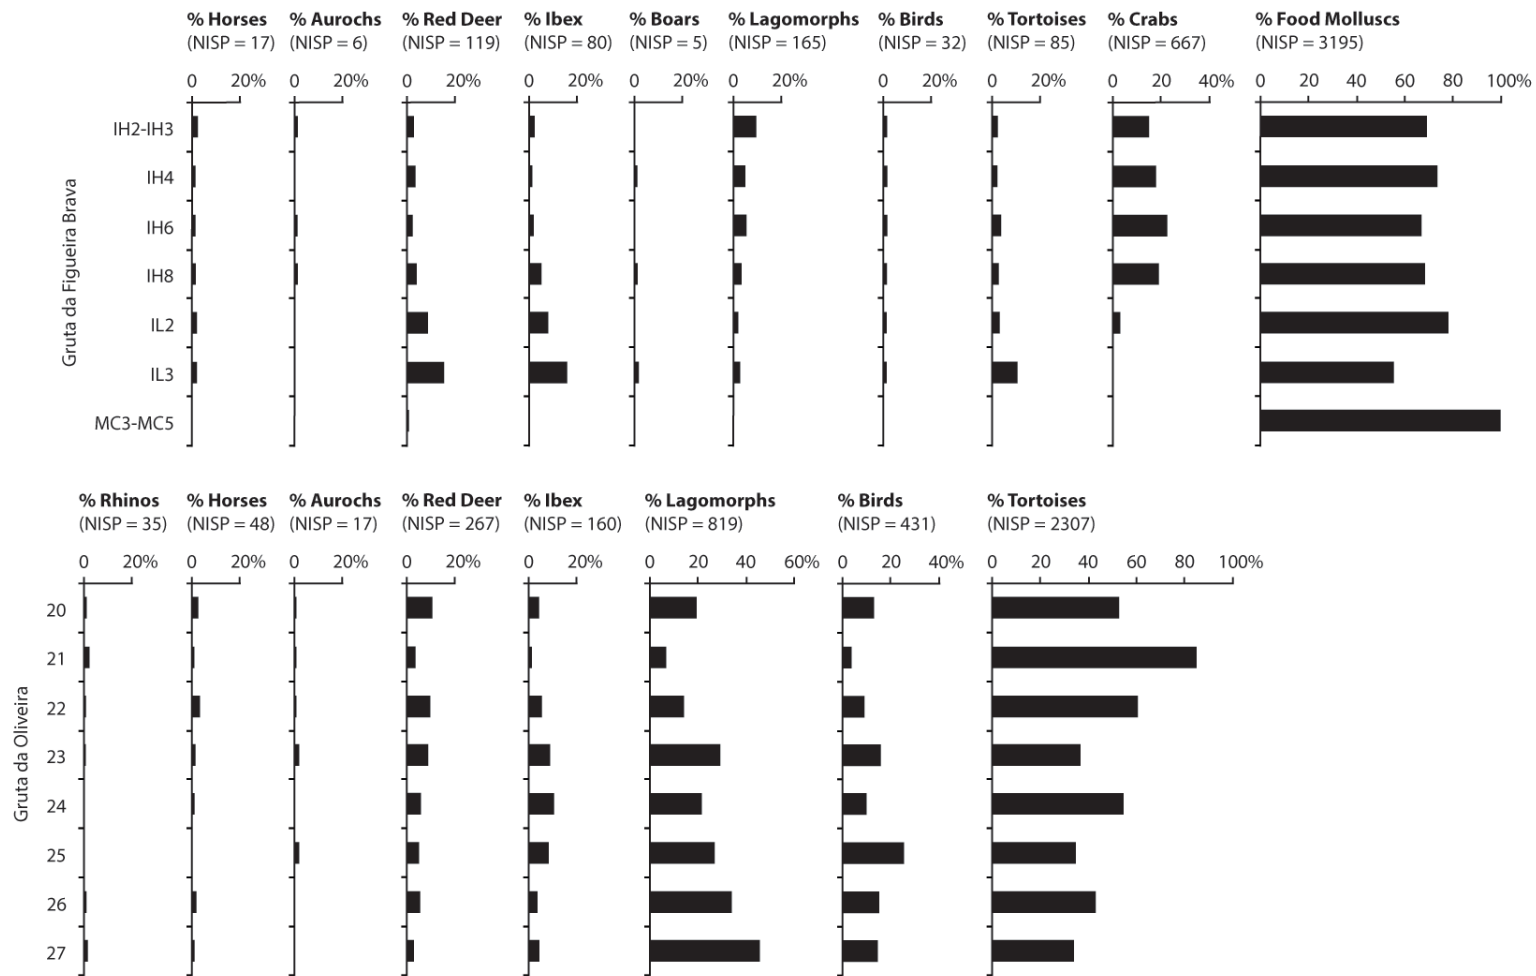 % Horses % Aurochs % Red Deer % Ibex % Boars % Lagomorphs % Birds % Tortoises % Crabs % Food Molluscs
(NISP = 17) (NISP = 6) (NISP = 119) (NISP = 80) (NISP = 5) (NISP = 165) (NISP = 32) (NISP = 85) (NISP = 667) (NISP = 3195)
0 20% 0 20% 0 20% 0 20% 0 20% 0 20% 0 20% 0 20% 0 20 40% 0 20 40 60 80 100%
Gruta da Figueira Brava
IH2-IH3
IH4
IH6
IH8
IL2
IL3
MC3-MC5
% Rhinos % Horses % Aurochs % Red Deer % Ibex % Lagomorphs % Birds % Tortoises
(NISP = 35) (NISP = 48) (NISP = 17) (NISP = 267) (NISP = 160) (NISP = 819) (NISP = 431) (NISP = 2307)
0 20% 0 20% 0 20% 0 20% 0 20% 0 20 40 60% 0 20 40% 0 20 40 60 80 100%
Gruta da Oliveira
20
21
22
23
24
25
26
27